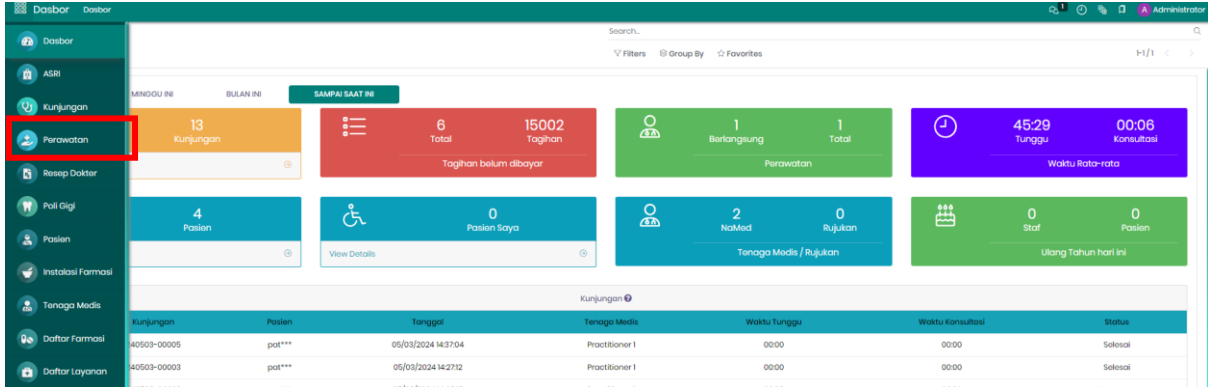 Dasbor Dasbor
1
A Administrator
Dasbor
ASRI
Kunjungan
Perawatan
Resep Dokter
Poli Gigi
Pasien
Instalasi Farmasi
Tenaga Medis
Daftar Farmasi
Daftar Layanan
Search...
Filters Group By Favorites
1-1 / 1
MINGGU INI BULAN INI SAMPAI SAAT INI
13
Kunjungan
6 15002
Total Tagihan
Tagihan belum dibayar
1 1
Berlangsung Total
Perawatan
45:29 00:06
Tunggu Konsultasi
Waktu Rata-rata
4
Pasien
0
Pasien Saya
View Details
2 0
NaMed Rujukan
Tenaga Medis / Rujukan
0 0
Staf Pasien
Ulang Tahun hari ini
Kunjungan
Kunjungan Pasien Tanggal Tenaga Medis Waktu Tunggu Waktu Konsultasi Status
40503-00005 pat*** 05/03/2024 14:37:04 Practitioner 1 00:00 00:00 Selesai
40503-00003 pat*** 05/03/2024 14:27:12 Practitioner 1 00:00 00:00 Selesai